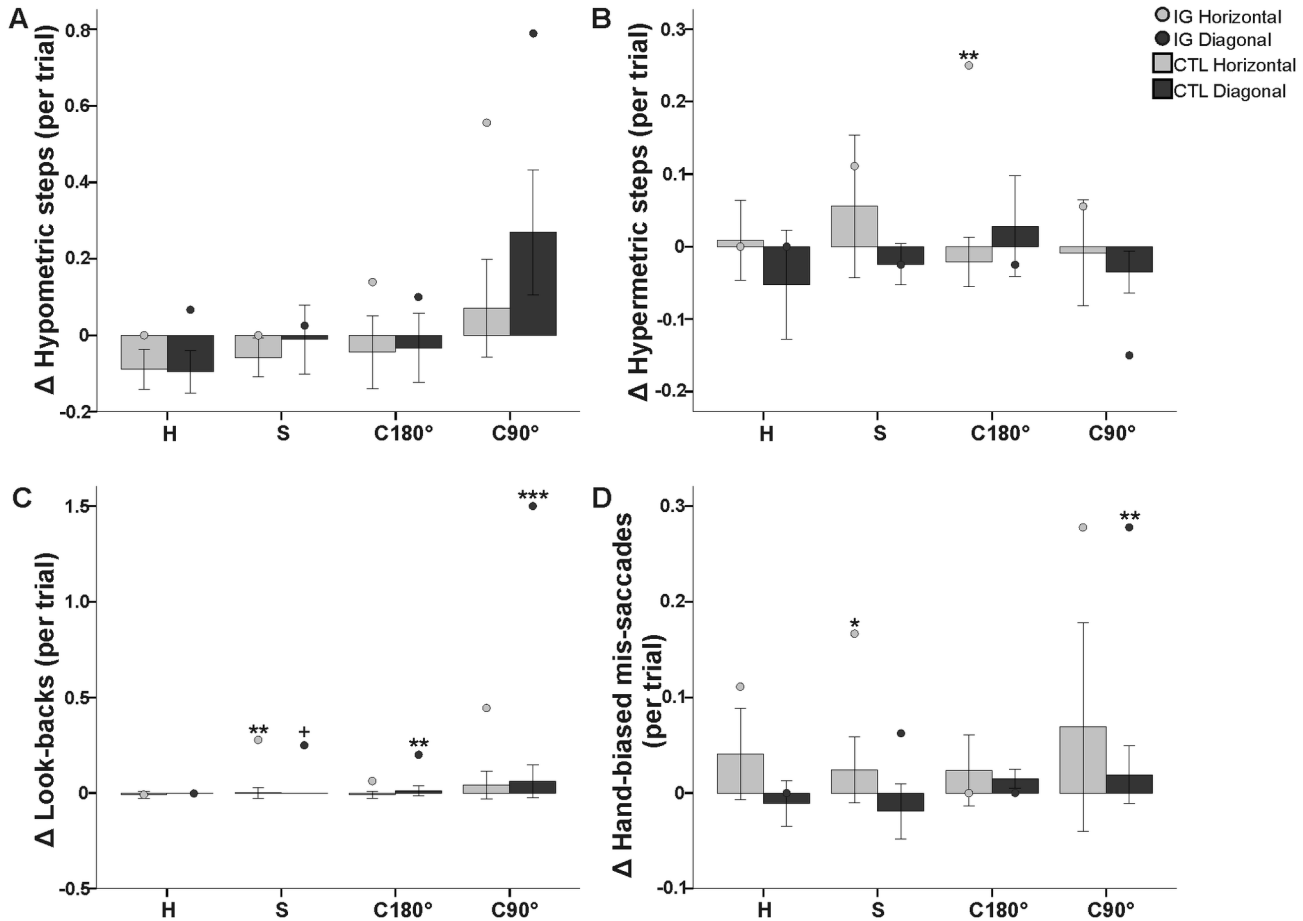 A
Δ Hypometric steps (per trial)
0.8
0.6
0.4
0.2
0
-0.2
H S C180° C90°
B
Δ Hypermetric steps (per trial)
0.3
0.2
0.1
0
-0.1
-0.2
**
H S C180° C90°
IG Horizontal
IG Diagonal
CTL Horizontal
CTL Diagonal
C
Δ Look-backs (per trial)
1.5
1.0
0.5
0
-0.5
** + ** ***
H S C180° C90°
D
Δ Hand-biased mis-saccades
(per trial)
0.3
0.2
0.1
0
-0.1
* **
H S C180° C90°